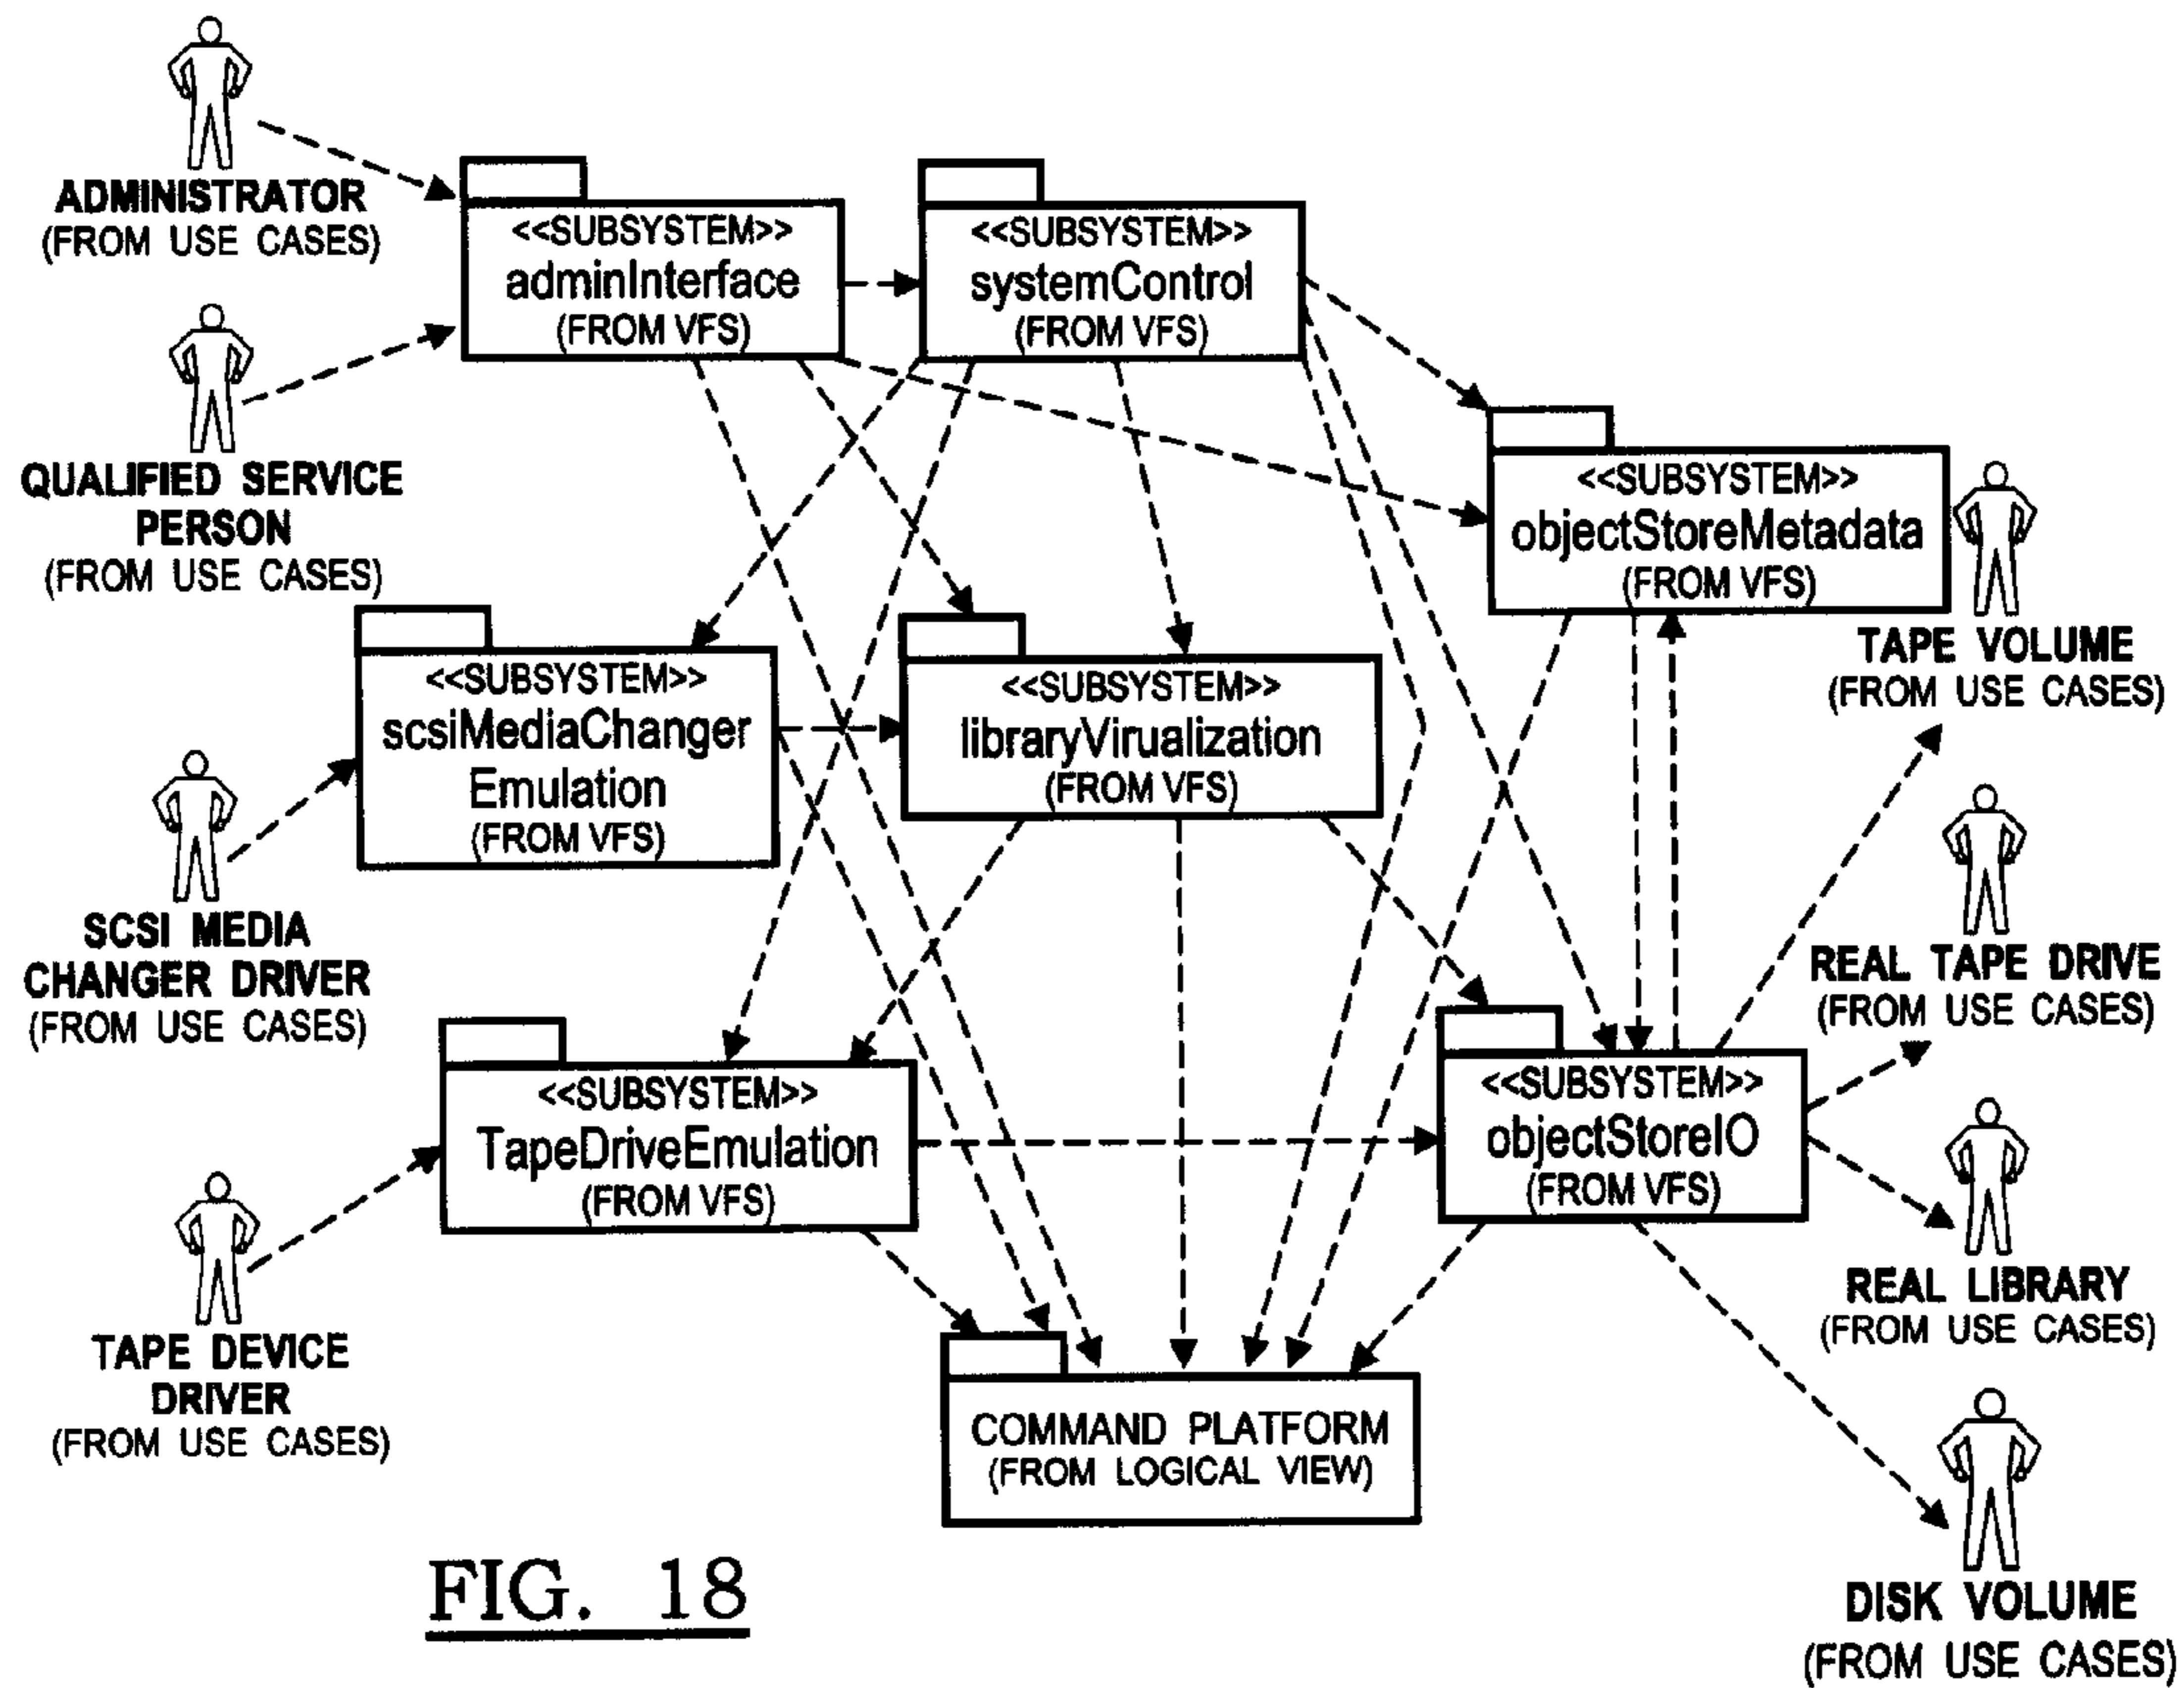 ADMINISTRATOR
(FROM USE CASES)
<<SUBSYSTEM>>
adminInterface
(FROM VFS)
<<SUBSYSTEM>>
systemControl
(FROM VFS)
QUALIFIED SERVICE
PERSON
(FROM USE CASES)
<<SUBSYSTEM>>
objectStoreMetadata
(FROM VFS)
TAPE VOLUME
(FROM USE CASES)
<<SUBSYSTEM>>
scsiMediaChanger
Emulation
(FROM VFS)
<<SUBSYSTEM>>
libraryVirualization
(FROM VFS)
SCSI MEDIA
CHANGER DRIVER
(FROM USE CASES)
REAL TAPE DRIVE
(FROM USE CASES)
<<SUBSYSTEM>>
TapeDriveEmulation
(FROM VFS)
<<SUBSYSTEM>>
objectStoreIO
(FROM VFS)
REAL LIBRARY
(FROM USE CASES)
TAPE DEVICE
DRIVER
(FROM USE CASES)
COMMAND PLATFORM
(FROM LOGICAL VIEW)
DISK VOLUME
(FROM USE CASES)
FIG. 18